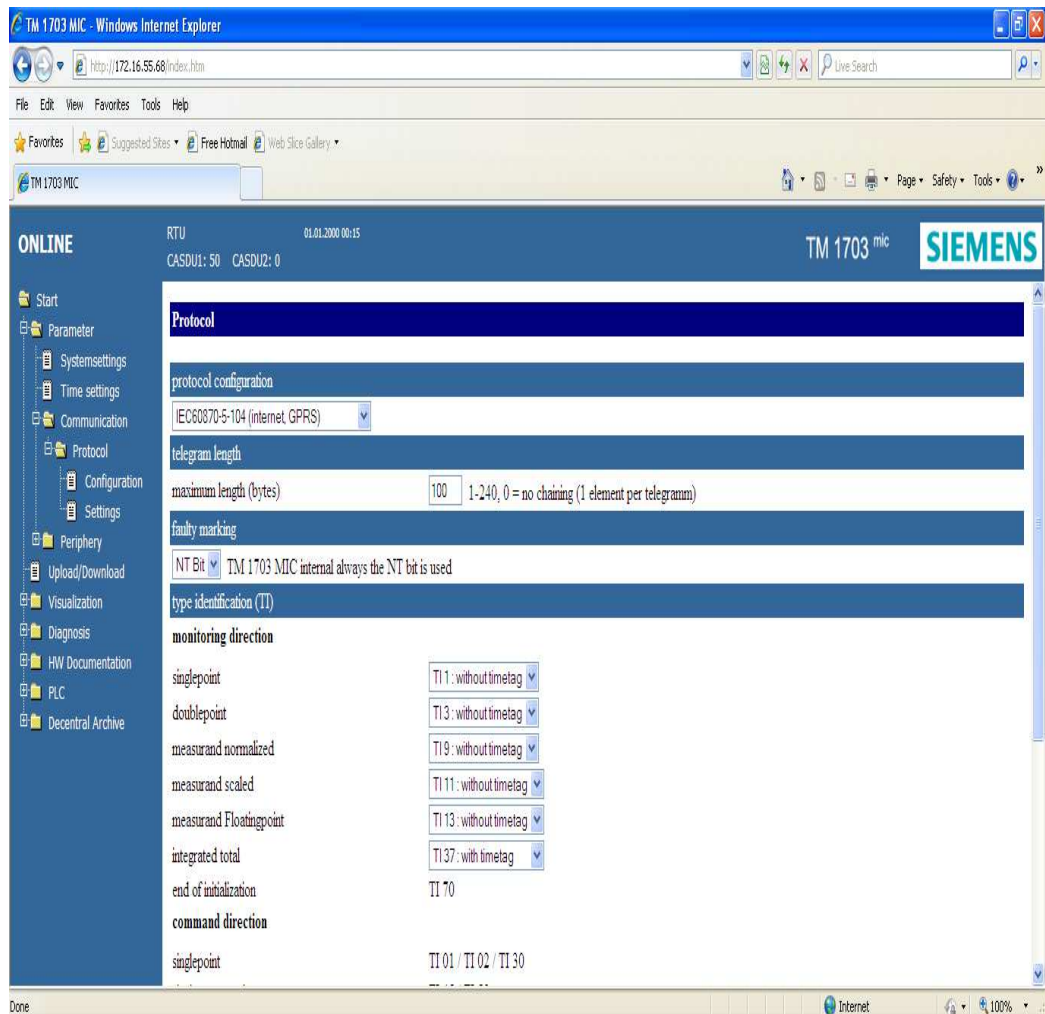 TM 1703 MIC - Windows Internet Explorer
http://172.16.55.68/index.htm
Live Search
File Edit View Favorites Tools Help
Favorites Suggested Sites Free Hotmail Web Slice Gallery
TM 1703 MIC
Page Safety Tools
ONLINE
RTU 01.01.2000 00:15
CASDU1: 50 CASDU2: 0
TM 1703 mic
SIEMENS
Start
Parameter
Systemsettings
Time settings
Communication
Protocol
Configuration
Settings
Periphery
Upload/Download
Visualization
Diagnosis
HW Documentation
PLC
Decentral Archive
Protocol
protocol configuration
IEC60870-5-104 (internet, GPRS)
telegram length
maximum length (bytes) 100 1-240, 0 = no chaining (1 element per telegramm)
faulty marking
NT Bit TM 1703 MIC internal always the NT bit is used
type identification (TI)
monitoring direction
singlepoint TI 1 : without timetag
doublepoint TI 3 : without timetag
measurand normalized TI 9 : without timetag
measurand scaled TI 11 : without timetag
measurand Floatingpoint TI 13 : without timetag
integrated total TI 37 : with timetag
end of initialization TI 70
command direction
singlepoint TI 01 / TI 02 / TI 30
Done
Internet
100%